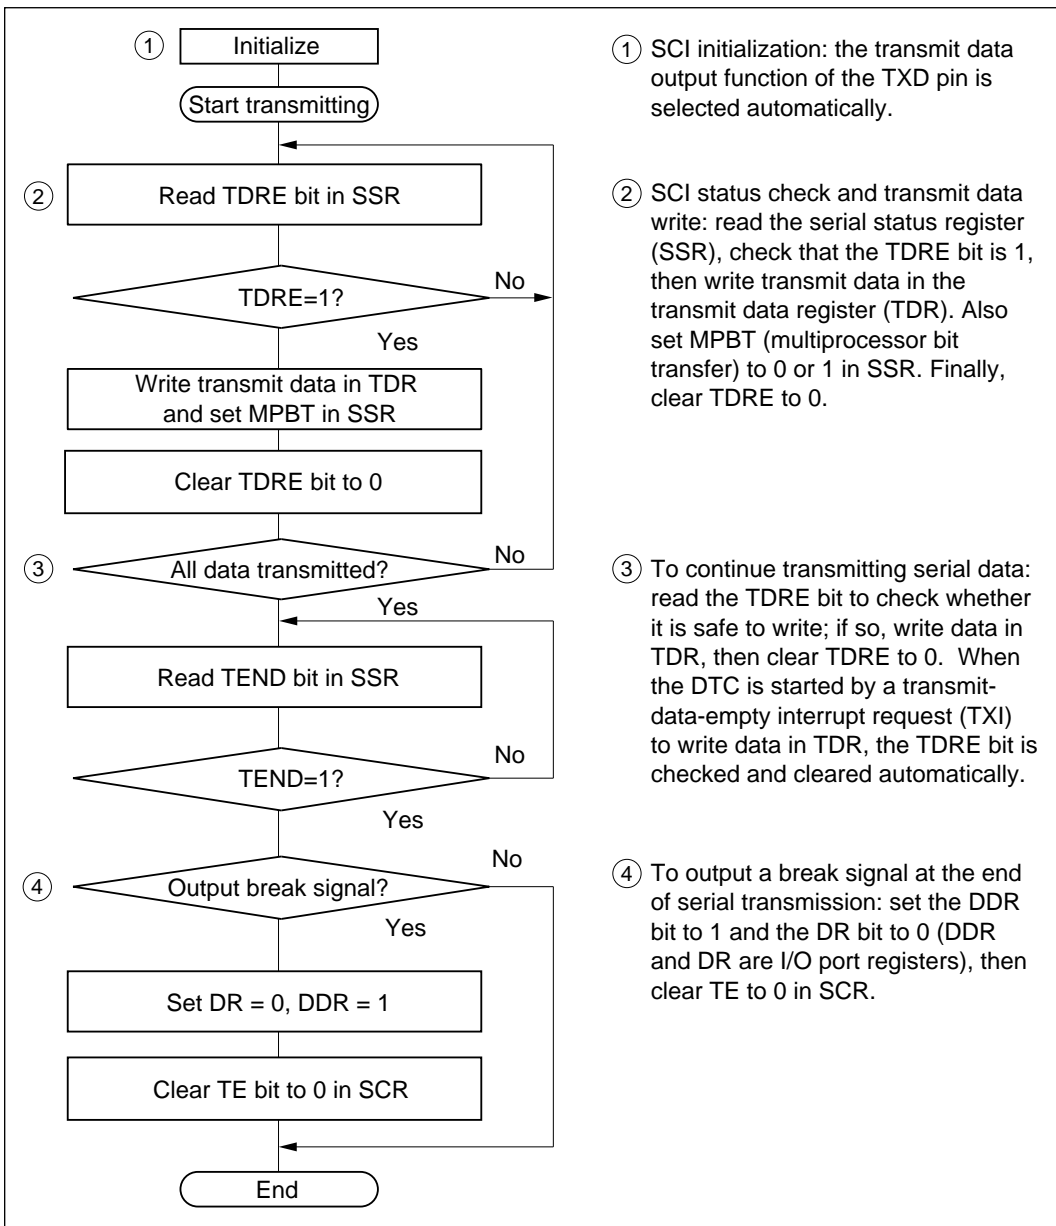 1 Initialize
Start transmitting
2 Read TDRE bit in SSR
TDRE=1?
No
Yes
Write transmit data in TDR
and set MPBT in SSR
Clear TDRE bit to 0
3 All data transmitted?
No
Yes
Read TEND bit in SSR
TEND=1?
No
Yes
4 Output break signal?
No
Yes
Set DR = 0, DDR = 1
Clear TE bit to 0 in SCR
End
1 SCI initialization: the transmit data
output function of the TXD pin is
selected automatically.
2 SCI status check and transmit data
write: read the serial status register
(SSR), check that the TDRE bit is 1,
then write transmit data in the
transmit data register (TDR). Also
set MPBT (multiprocessor bit
transfer) to 0 or 1 in SSR. Finally,
clear TDRE to 0.
3 To continue transmitting serial data:
read the TDRE bit to check whether
it is safe to write; if so, write data in
TDR, then clear TDRE to 0.  When
the DTC is started by a transmit-
data-empty interrupt request (TXI)
to write data in TDR, the TDRE bit is
checked and cleared automatically.
4 To output a break signal at the end
of serial transmission: set the DDR
bit to 1 and the DR bit to 0 (DDR
and DR are I/O port registers), then
clear TE to 0 in SCR.